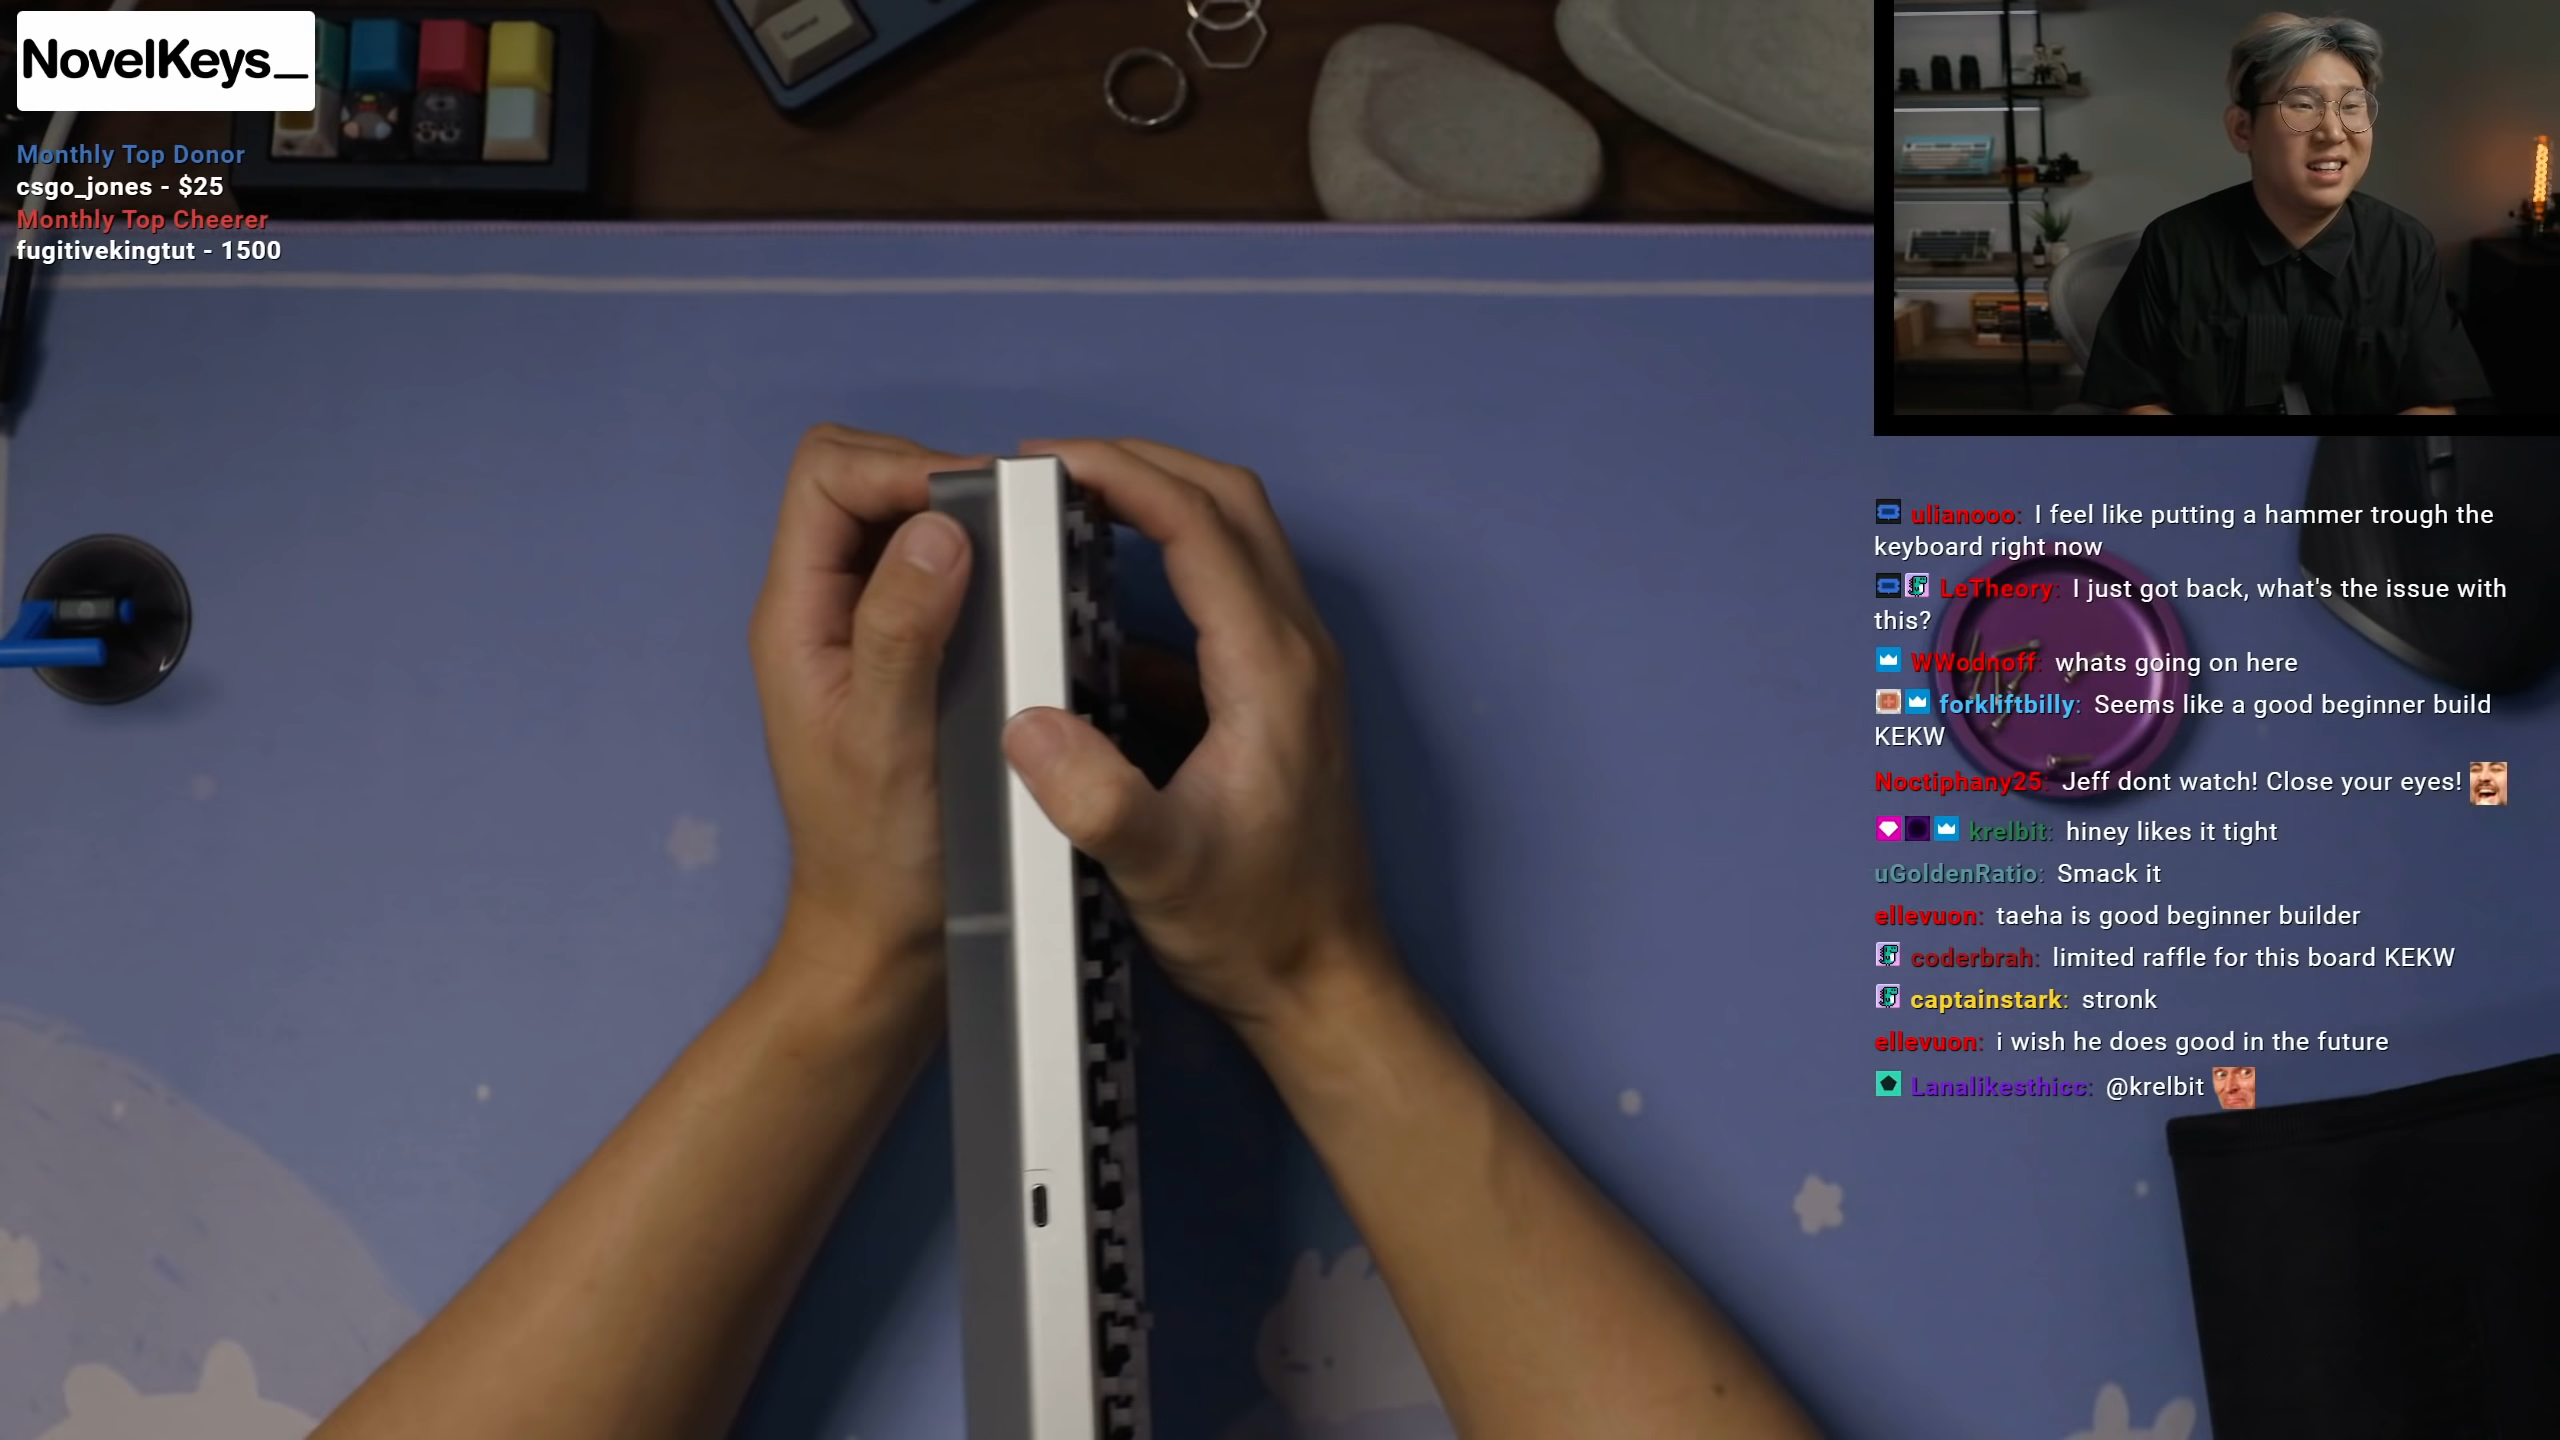 NovelKeys_
Monthly Top Donor
csgo_jones - $25
Monthly Top Cheerer
fugitivekingtut - 1500
Control
ulianooo: I feel like putting a hammer trough the
keyboard right now
LeTheory: I just got back, what's the issue with
this?
WWodnoff: whats going on here
forkliftbilly: Seems like a good beginner build
KEKW
Noctiphany25: Jeff dont watch! Close your eyes!
krelbit: hiney likes it tight
uGoldenRatio: Smack it
ellevuon: taeha is good beginner builder
coderbrah: limited raffle for this board KEKW
captainstark: stronk
ellevuon: i wish he does good in the future
Lanalikesthicc: @krelbit